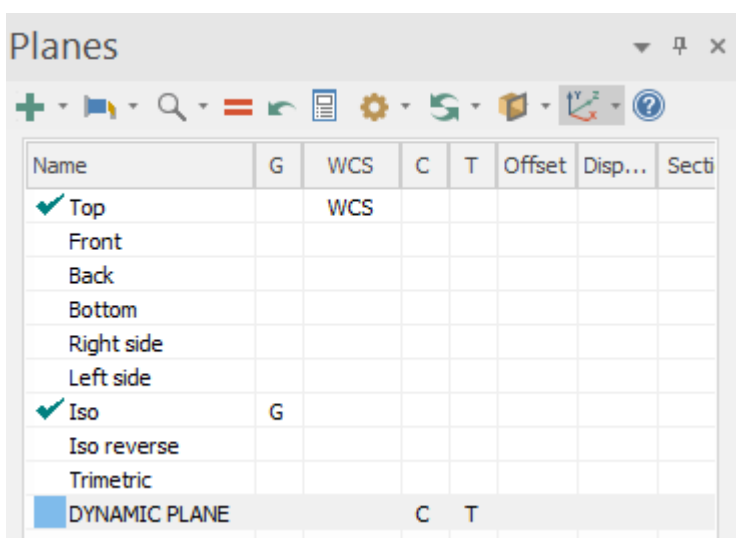 Planes
Name G WCS C T Offset Disp... Secti
Top WCS
Front
Back
Bottom
Right side
Left side
Iso G
Iso reverse
Trimetric
DYNAMIC PLANE C T